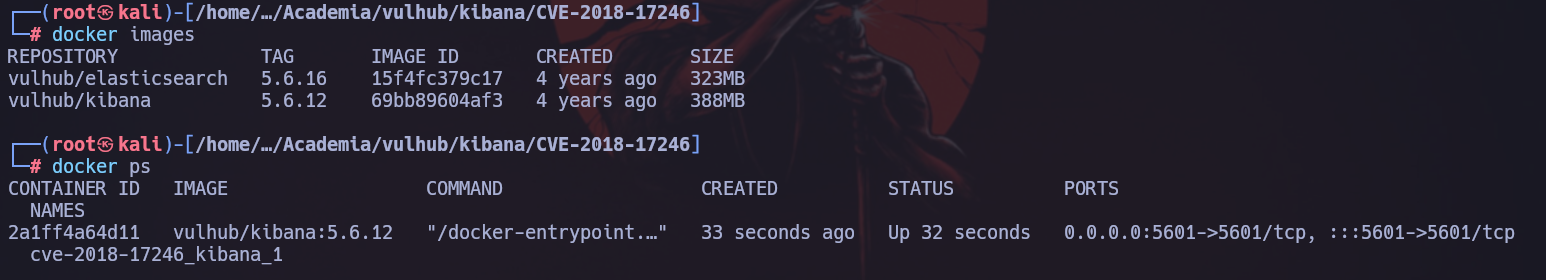 ┌──(root㉿kali)-[/home/…/Academia/vulhub/kibana/CVE-2018-17246]
└─# docker images
REPOSITORY             TAG       IMAGE ID       CREATED       SIZE
vulhub/elasticsearch   5.6.16    15f4fc379c17   4 years ago   323MB
vulhub/kibana          5.6.12    69bb89604af3   4 years ago   388MB
┌──(root㉿kali)-[/home/…/Academia/vulhub/kibana/CVE-2018-17246]
└─# docker ps
CONTAINER ID   IMAGE                  COMMAND                  CREATED          STATUS          PORTS
  NAMES
2a1ff4a64d11   vulhub/kibana:5.6.12   "/docker-entrypoint.…"   33 seconds ago   Up 32 seconds   0.0.0.0:5601->5601/tcp, :::5601->5601/tcp
  cve-2018-17246_kibana_1